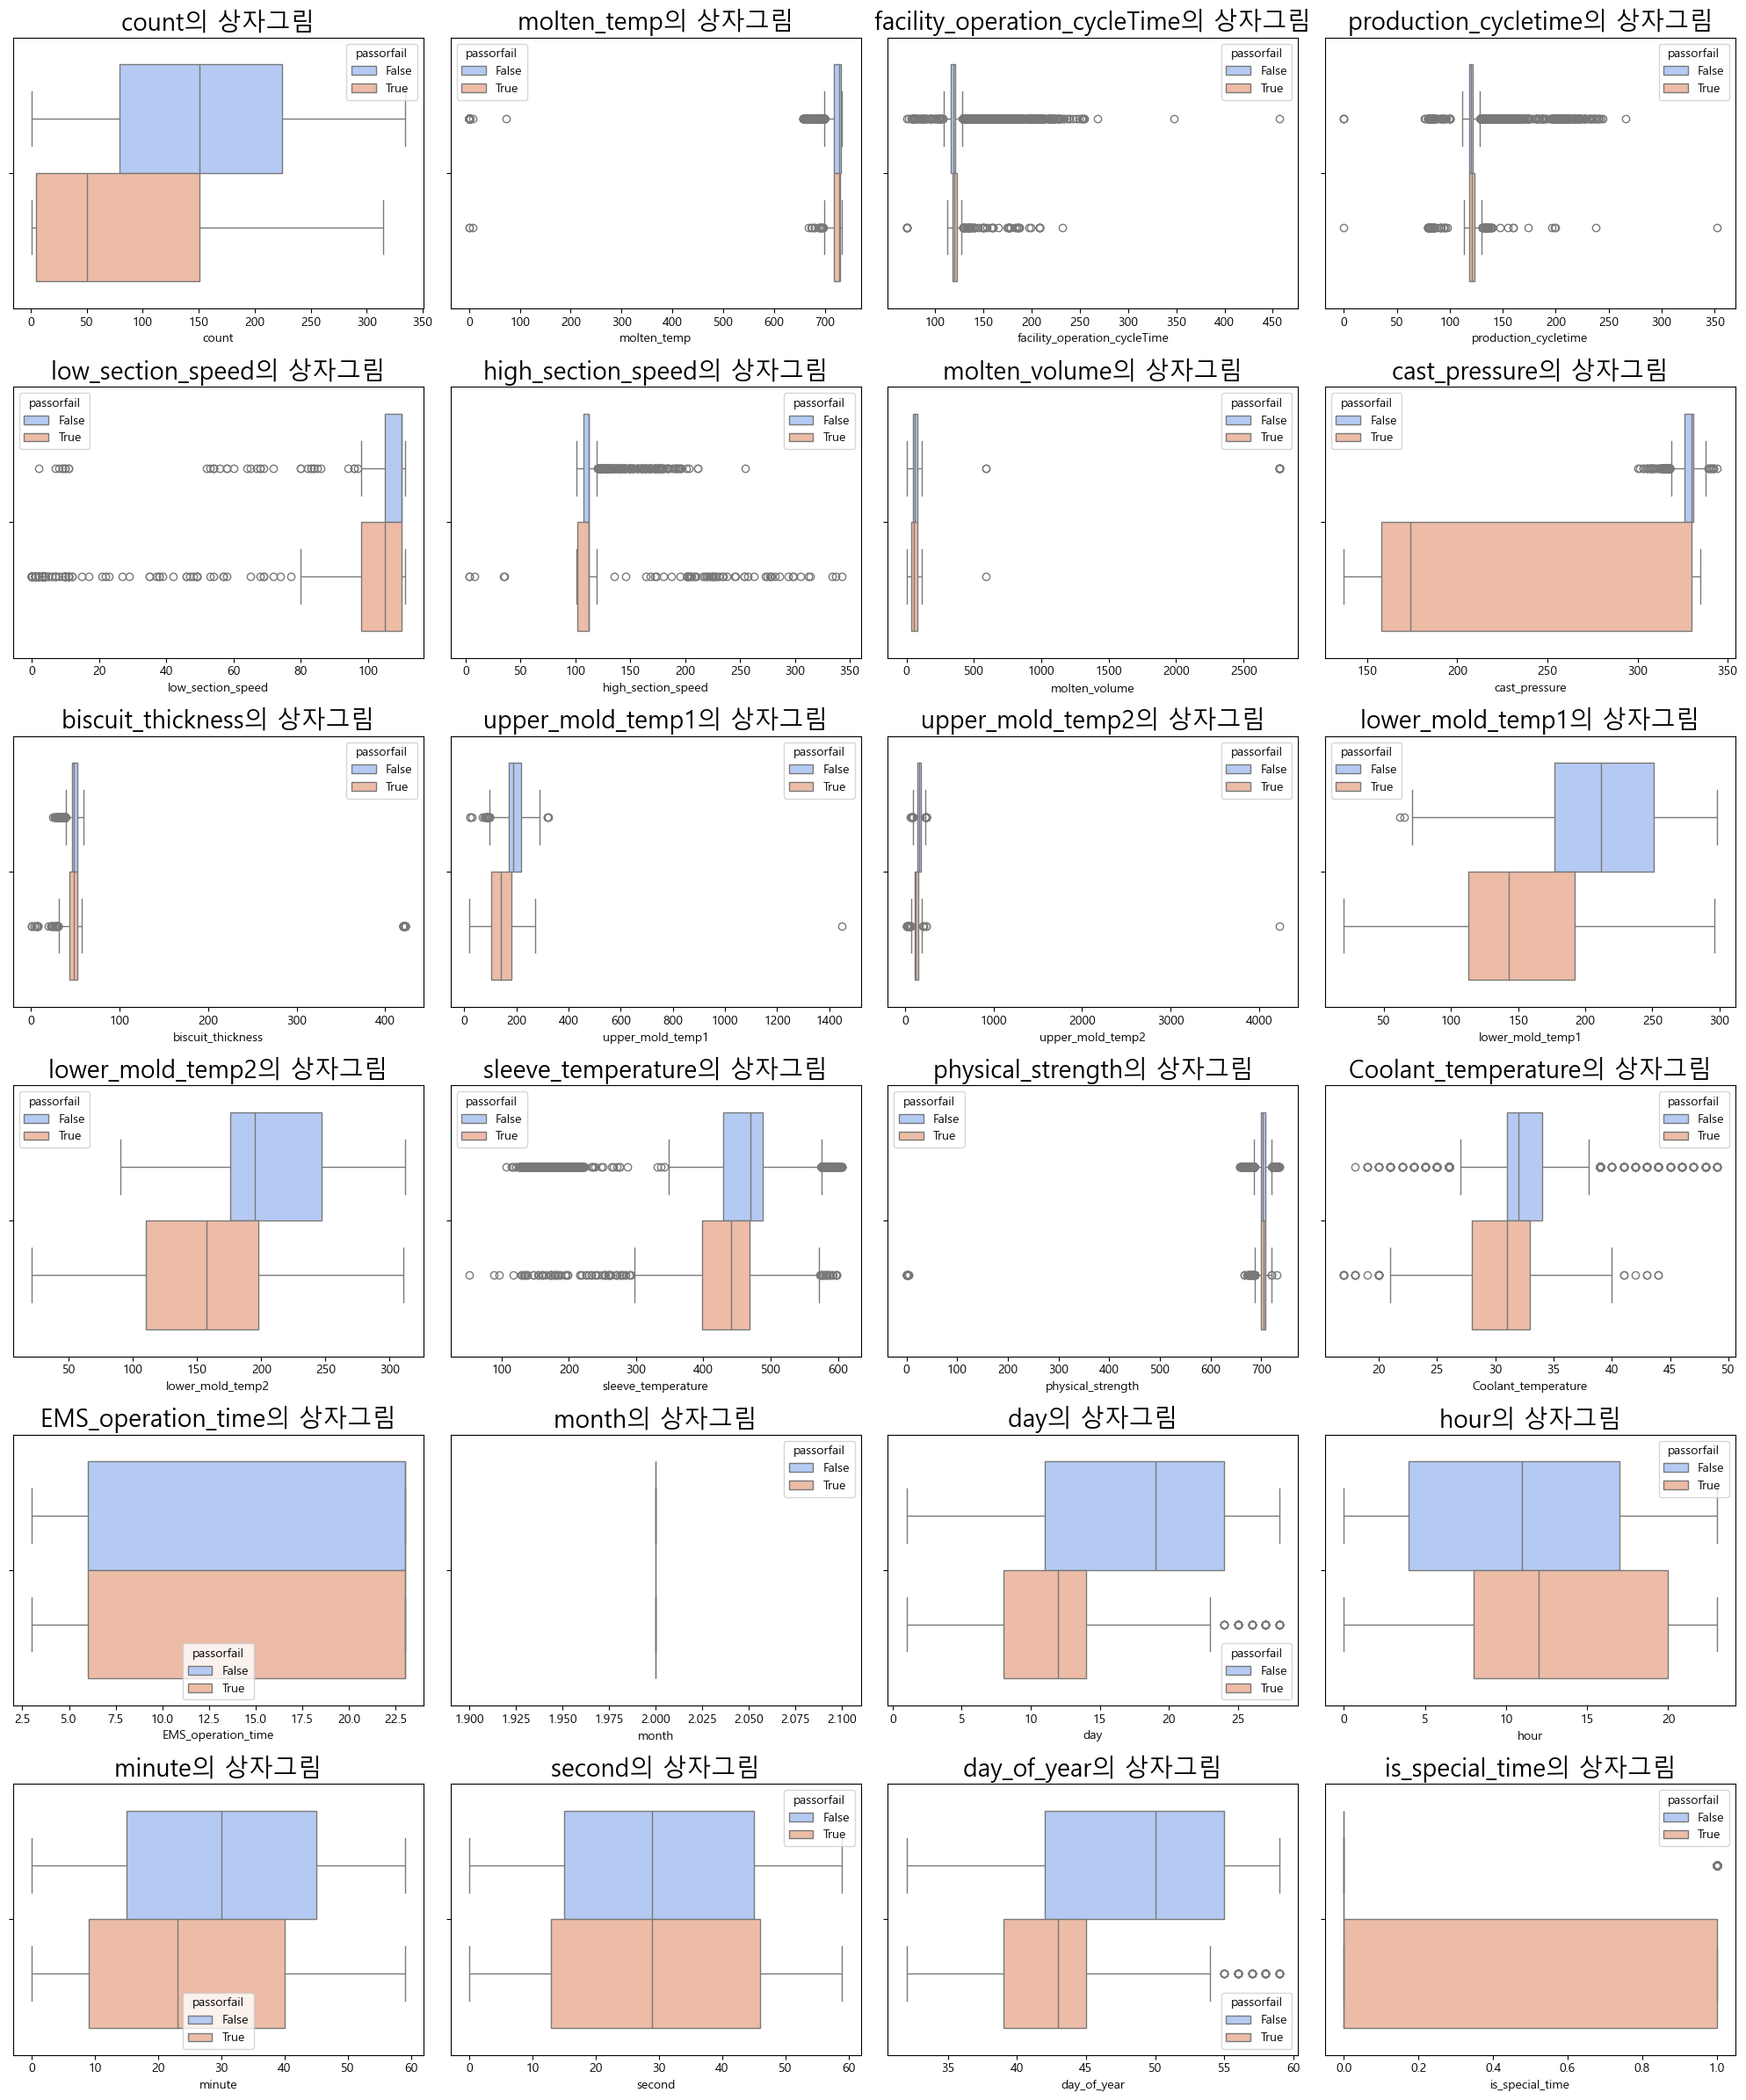 count의 상자그림
passorfail
False
True
0 50 100 150 200 250 300 350
count
molten_temp의 상자그림
passorfail
False
True
0 100 200 300 400 500 600 700
molten_temp
facility_operation_cycleTime의 상자그림
passorfail
False
True
100 150 200 250 300 350 400 450
facility_operation_cycleTime
production_cycletime의 상자그림
passorfail
False
True
0 50 100 150 200 250 300 350
production_cycletime
low_section_speed의 상자그림
passorfail
False
True
0 20 40 60 80 100
low_section_speed
high_section_speed의 상자그림
passorfail
False
True
0 50 100 150 200 250 300 350
high_section_speed
molten_volume의 상자그림
passorfail
False
True
0 500 1000 1500 2000 2500
molten_volume
cast_pressure의 상자그림
passorfail
False
True
150 200 250 300 350
cast_pressure
biscuit_thickness의 상자그림
passorfail
False
True
0 100 200 300 400
biscuit_thickness
upper_mold_temp1의 상자그림
passorfail
False
True
0 200 400 600 800 1000 1200 1400
upper_mold_temp1
upper_mold_temp2의 상자그림
passorfail
False
True
0 1000 2000 3000 4000
upper_mold_temp2
lower_mold_temp1의 상자그림
passorfail
False
True
50 100 150 200 250 300
lower_mold_temp1
lower_mold_temp2의 상자그림
passorfail
False
True
50 100 150 200 250 300
lower_mold_temp2
sleeve_temperature의 상자그림
passorfail
False
True
100 200 300 400 500 600
sleeve_temperature
physical_strength의 상자그림
passorfail
False
True
0 100 200 300 400 500 600 700
physical_strength
Coolant_temperature의 상자그림
passorfail
False
True
20 25 30 35 40 45 50
Coolant_temperature
EMS_operation_time의 상자그림
passorfail
False
True
2.5 5.0 7.5 10.0 12.5 15.0 17.5 20.0 22.5
EMS_operation_time
month의 상자그림
passorfail
False
True
1.900 1.925 1.950 1.975 2.000 2.025 2.050 2.075 2.100
month
day의 상자그림
passorfail
False
True
0 5 10 15 20 25
day
hour의 상자그림
passorfail
False
True
0 5 10 15 20
hour
minute의 상자그림
passorfail
False
True
0 10 20 30 40 50 60
minute
second의 상자그림
passorfail
False
True
0 10 20 30 40 50 60
second
day_of_year의 상자그림
passorfail
False
True
35 40 45 50 55 60
day_of_year
is_special_time의 상자그림
passorfail
False
True
0.0 0.2 0.4 0.6 0.8 1.0
is_special_time